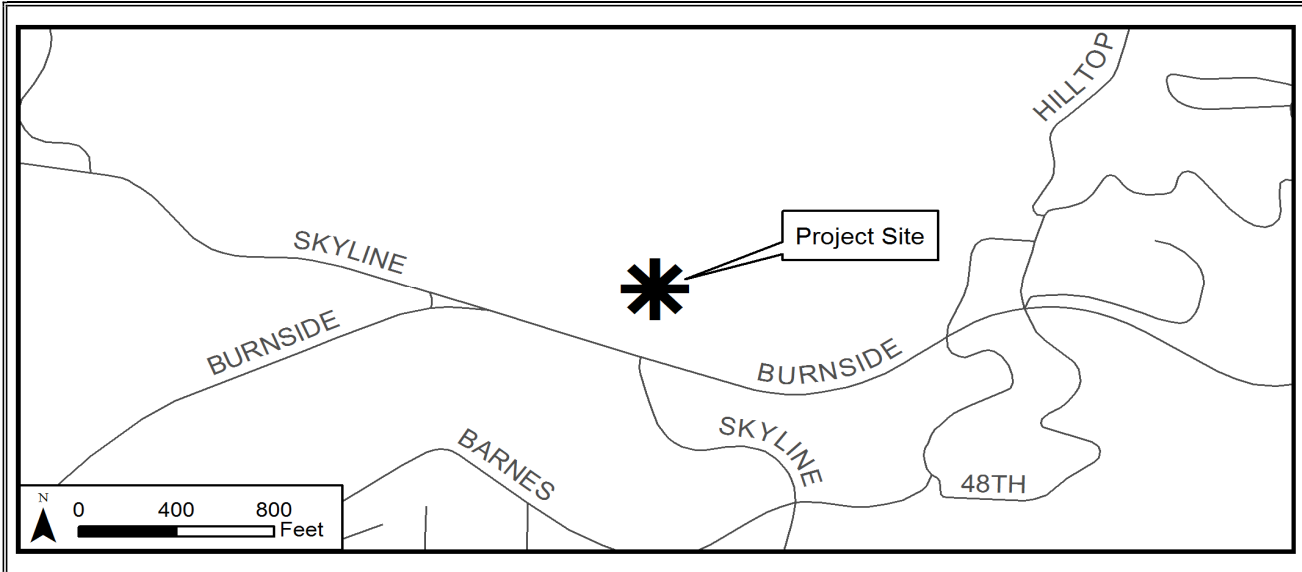 HILLTOP
SKYLINE
Project Site
BURNSIDE
BURNSIDE
SKYLINE
BARNES
48TH
N
0 400 800
Feet